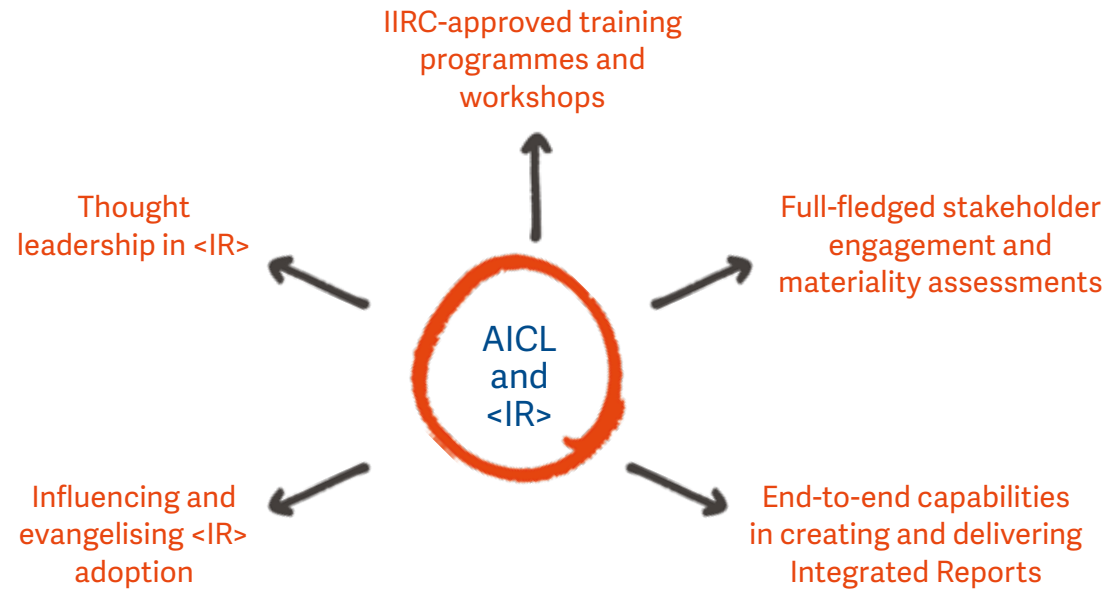 IIRC-approved training
programmes and
workshops
Thought
leadership in <IR>
Full-fledged stakeholder
engagement and
materiality assessments
AICL
and
<IR>
Influencing and
evangelising <IR>
adoption
End-to-end capabilities
in creating and delivering
Integrated Reports